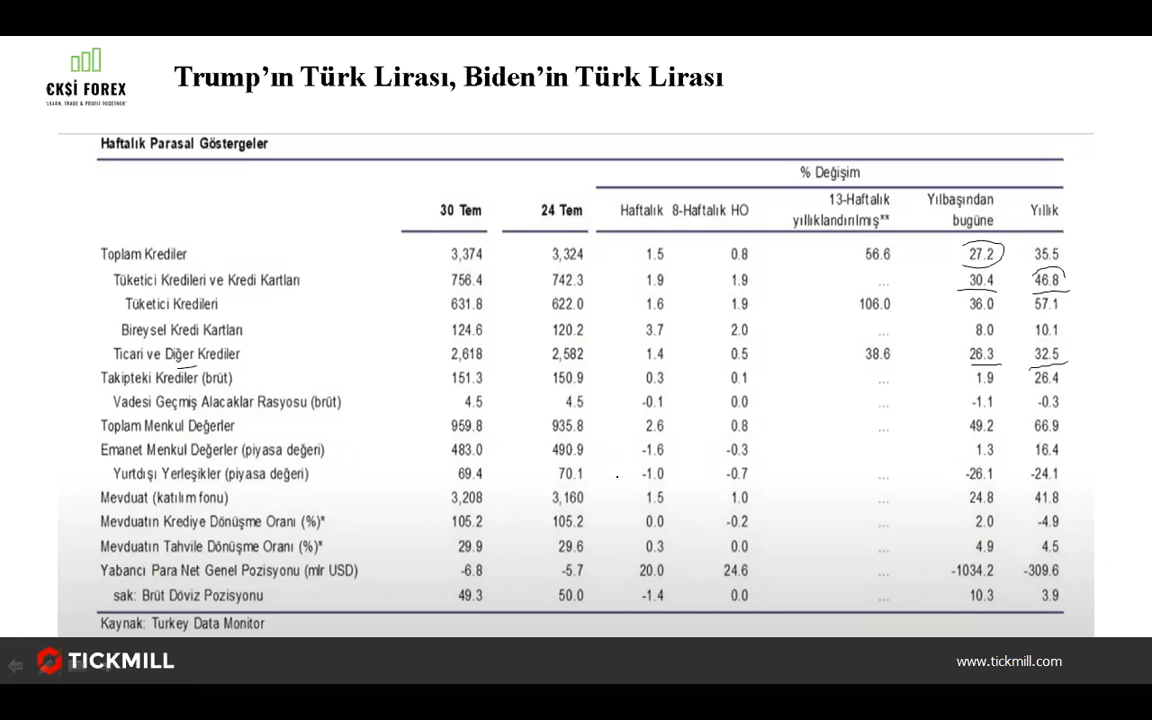 ЄKŞİ FOREX
"LEARN, TRADE & PROFIT TOGETHER"
Trump'ın Türk Lirası, Biden'in Türk Lirası
Haftalık Parasal Göstergeler
% Değişim
30 Tem 24 Tem Haftalık 8-Haftalık HO 13-Haftalık yıllıklandırılmış** Yılbaşından bugüne Yıllık
Toplam Krediler 3,374 3,324 1.5 0.8 56.6 27.2 35.5
Tüketici Kredileri ve Kredi Kartları 756.4 742.3 1.9 1.9 ... 30.4 46.8
Tüketici Kredileri 631.8 622.0 1.6 1.9 106.0 36.0 57.1
Bireysel Kredi Kartları 124.6 120.2 3.7 2.0 ... 8.0 10.1
Ticari ve Diğer Krediler 2,618 2,582 1.4 0.5 38.6 26.3 32.5
Takipteki Krediler (brüt) 151.3 150.9 0.3 0.1 ... 1.9 26.4
Vadesi Geçmiş Alacaklar Rasyosu (brüt) 4.5 4.5 -0.1 0.0 ... -1.1 -0.3
Toplam Menkul Değerler 959.8 935.8 2.6 0.8 ... 49.2 66.9
Emanet Menkul Değerler (piyasa değeri) 483.0 490.9 -1.6 -0.3 1.3 16.4
Yurtdışı Yerleşikler (piyasa değeri) 69.4 70.1 -1.0 -0.7 ... -26.1 -24.1
Mevduat (katılım fonu) 3,208 3,160 1.5 1.0 ... 24.8 41.8
Mevduatın Krediye Dönüşme Oranı (%)* 105.2 105.2 0.0 -0.2 ... 2.0 -4.9
Mevduatın Tahvile Dönüşme Oranı (%)* 29.9 29.6 0.3 0.0 ... 4.9 4.5
Yabancı Para Net Genel Pozisyonu (mlr USD) -6.8 -5.7 20.0 24.6 ... -1034.2 -309.6
sak: Brüt Döviz Pozisyonu 49.3 50.0 -1.4 0.0 ... 10.3 3.9
Kaynak: Turkey Data Monitor
TICKMILL
www.tickmill.com